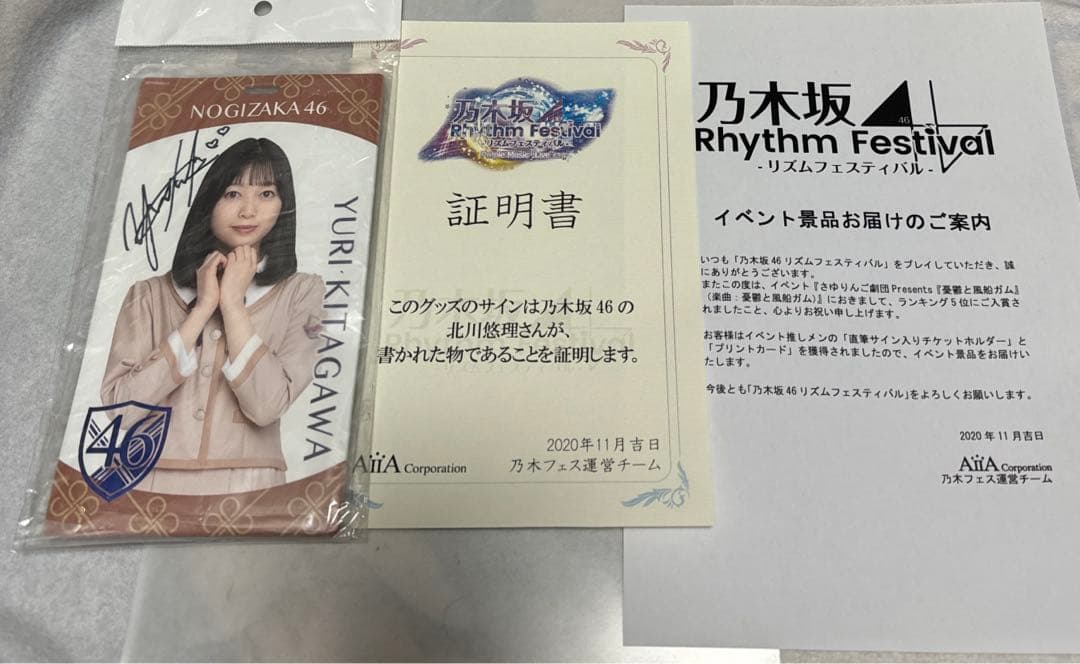 NOGIZAKA 46
YURI・KITAGAWA
46
乃木坂46
Rhythm Festival
-リズムフェスティバル-
証明書
このグッズのサインは乃木坂46の
北川悠理さんが、
書かれた物であることを証明します。
2020年11月吉日
AiiA Corporation
乃木フェス運営チーム
乃木坂46
Rhythm Festival
-リズムフェスティバル-
イベント景品お届けのご案内
いつも「乃木坂46リズムフェスティバル」をプレイしていただき、誠
にありがとうございます。
またこの度は、イベント『さゆりんご劇団Presents『憂鬱と風船ガム』
(楽曲：憂鬱と風船ガム)』におきまして、ランキング5位にご入賞さ
れましたこと、心よりお祝い申し上げます。
お客様はイベント推しメンの「直筆サイン入りチケットホルダー」と
「プリントカード」を獲得されましたので、イベント景品をお届けい
たします。
今後とも「乃木坂46リズムフェスティバル」をよろしくお願いします。
2020年11月吉日
AiiA Corporation
乃木フェス運営チーム